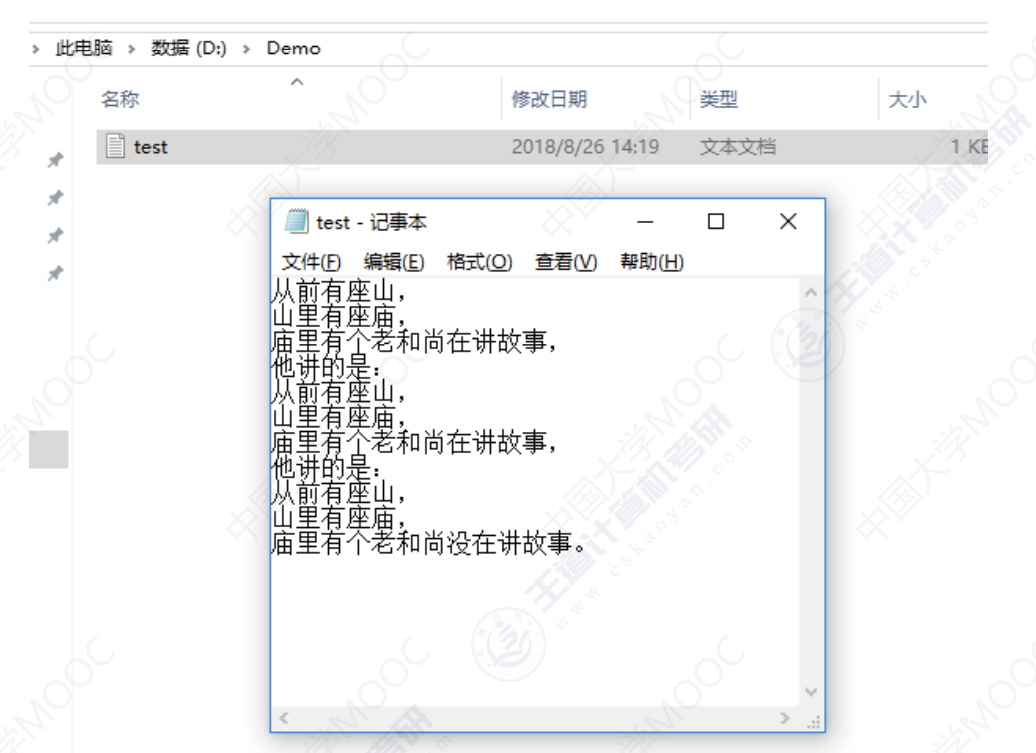 › 此电脑 › 数据 (D:) › Demo
名称 修改日期 类型 大小
test 2018/8/26 14:19 文本文档 1 KB
test - 记事本
文件(F) 编辑(E) 格式(O) 查看(V) 帮助(H)
从前有座山，
山里有座庙，
庙里有个老和尚在讲故事，
他讲的是：
从前有座山，
山里有座庙，
庙里有个老和尚在讲故事，
他讲的是：
从前有座山，
山里有座庙，
庙里有个老和尚没在讲故事。
中国大学MOOC
王道计算机考研
www.cskaoyan.com